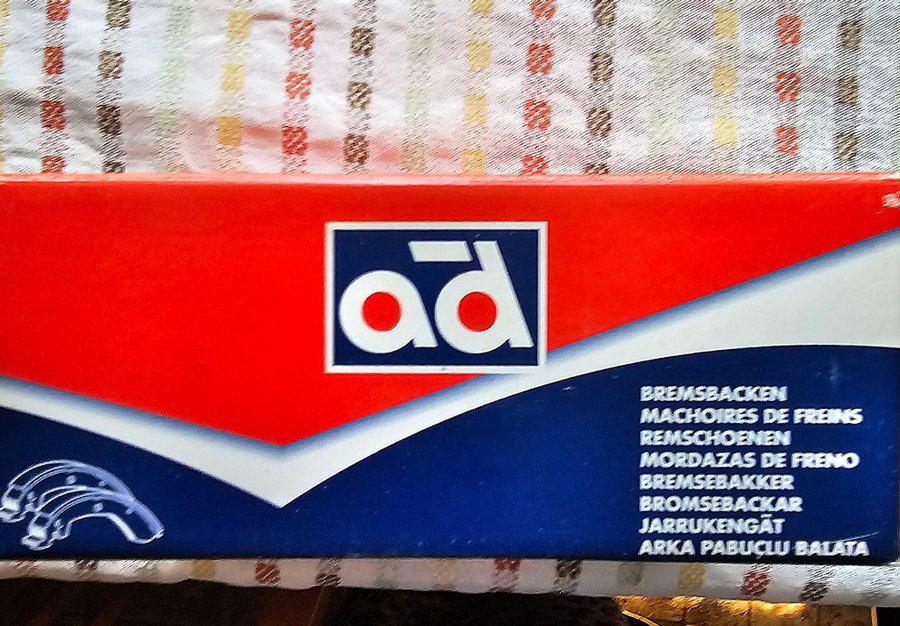 ad
BREMSBACKEN
MACHOIRES DE FREINS
REMSCHOENEN
MORDAZAS DE FRENO
BREMSEBAKKER
BROMSEBACKAR
JARRUKENGÄT
ARKA PABUÇLU BALATA